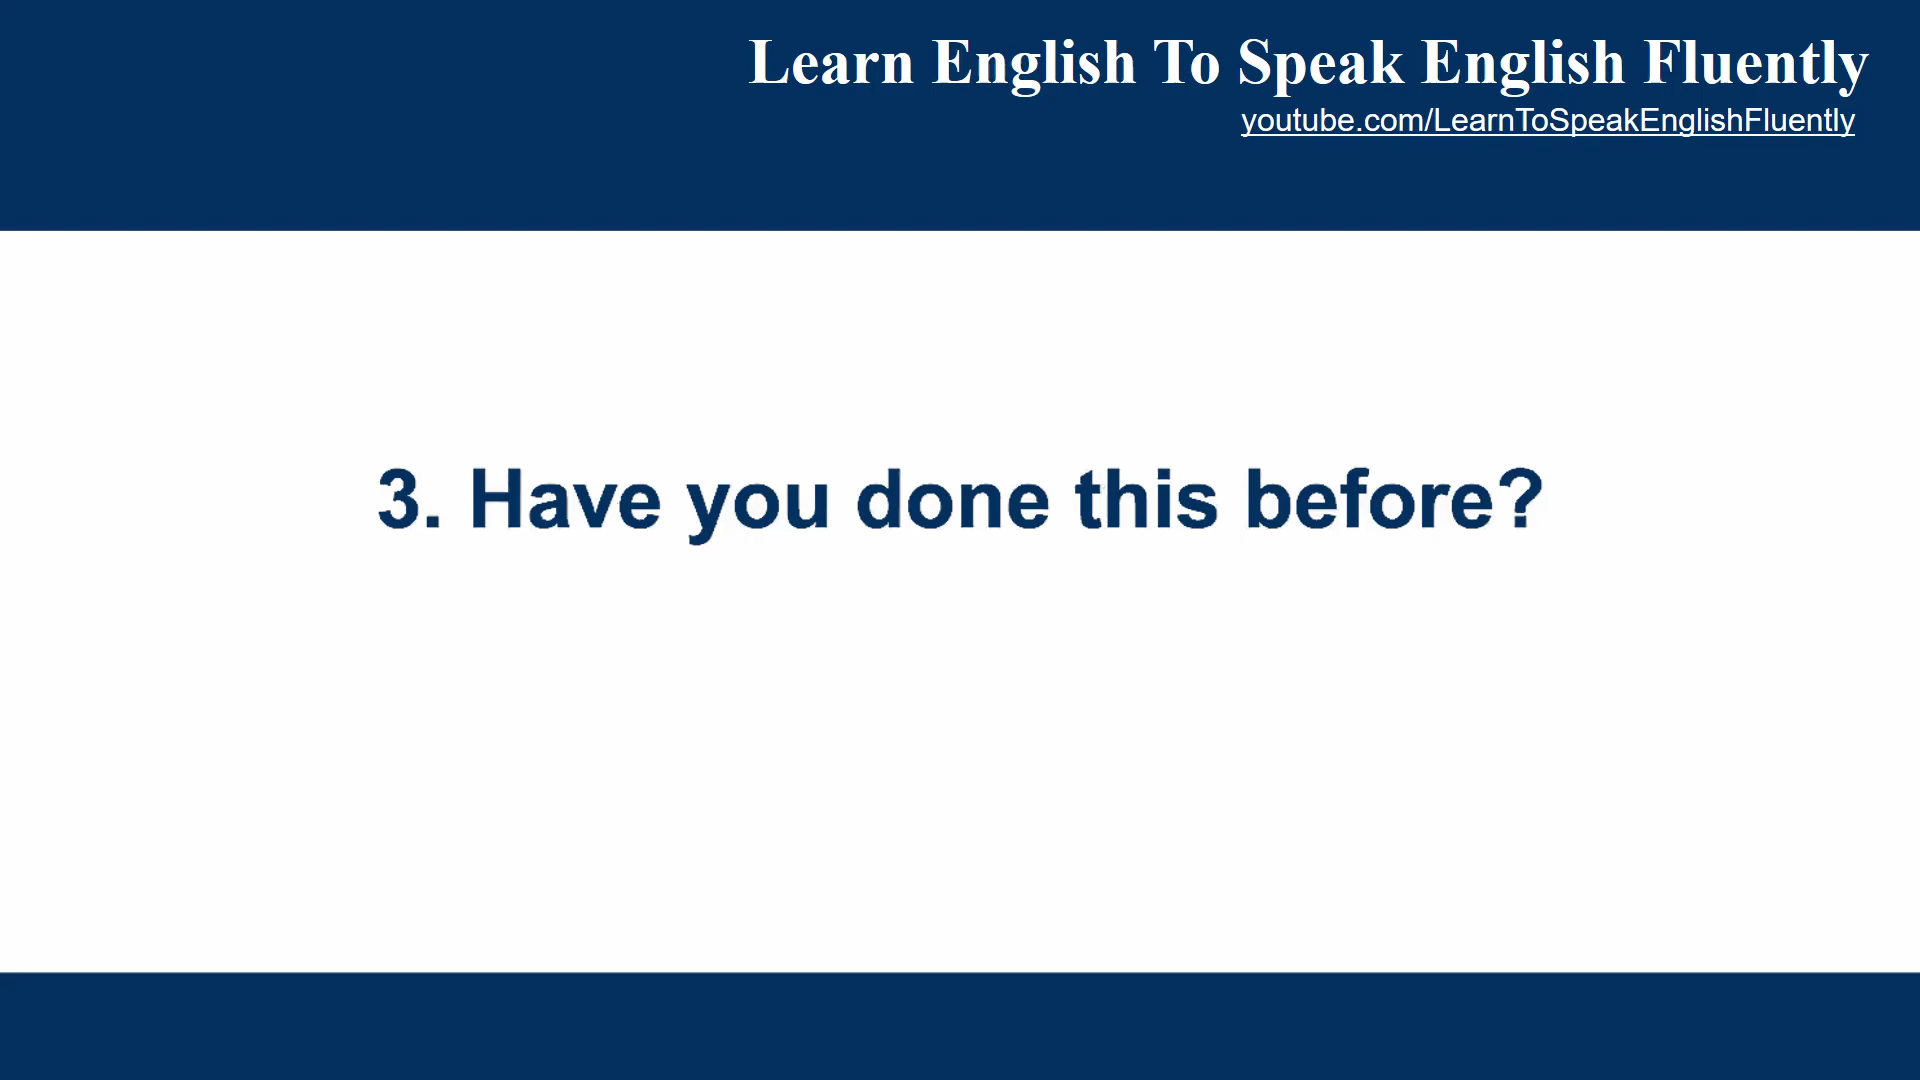 Learn English To Speak English Fluently
youtube.com/LearnToSpeakEnglishFluently
3. Have you done this before?